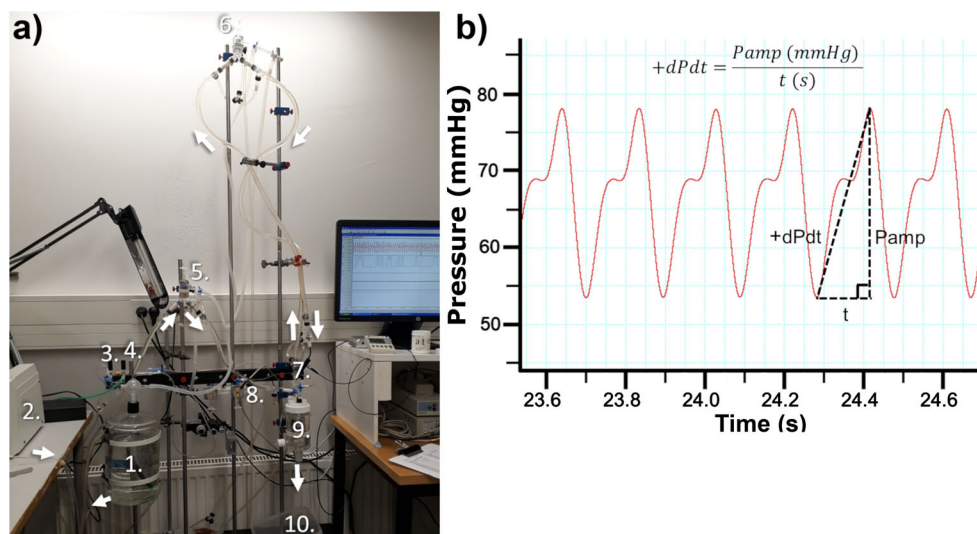 a)
6.
5.
3. 4.
2.
7.
8.
9.
1.
10.
b)
+dPdt = Pamp (mmHg)
t (s)
Pressure (mmHg)
80
70
60
50
+dPdt
Pamp
t
23.6 23.8 24.0 24.2 24.4 24.6
Time (s)